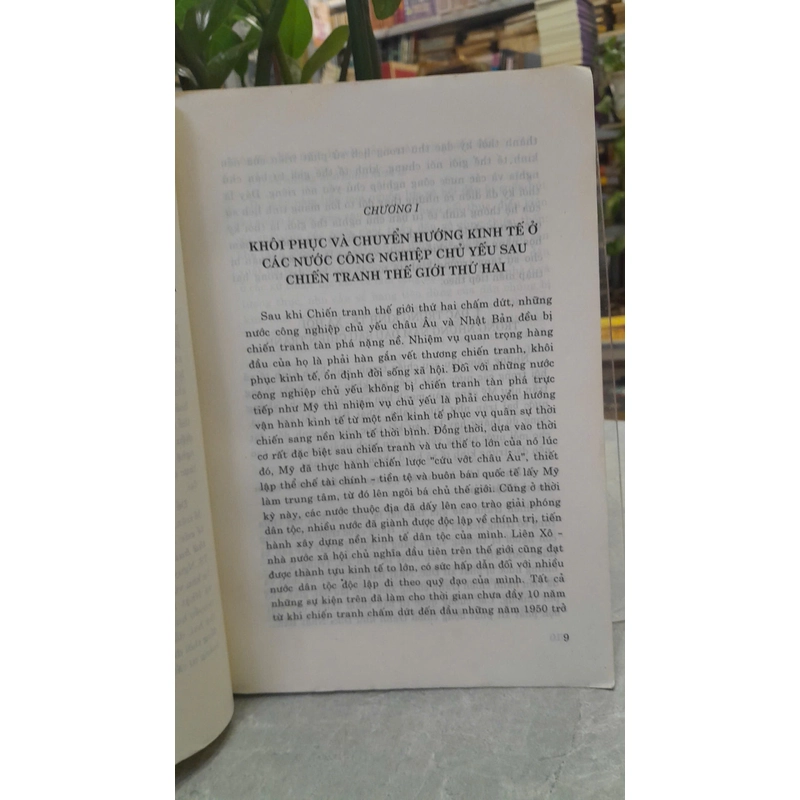 CHƯƠNG I
KHÔI PHỤC VÀ CHUYỂN HƯỚNG KINH TẾ Ở
CÁC NƯỚC CÔNG NGHIỆP CHỦ YẾU SAU
CHIẾN TRANH THẾ GIỚI THỨ HAI
Sau khi Chiến tranh thế giới thứ hai chấm dứt, những
nước công nghiệp chủ yếu châu Âu và Nhật Bản đều bị
chiến tranh tàn phá nặng nề. Nhiệm vụ quan trọng hàng
đầu của họ là phải hàn gắn vết thương chiến tranh, khôi
phục kinh tế, ổn định đời sống xã hội. Đối với những nước
công nghiệp chủ yếu không bị chiến tranh tàn phá trực
tiếp như Mỹ thì nhiệm vụ chủ yếu là phải chuyển hướng
vận hành kinh tế từ một nền kinh tế phục vụ quân sự thời
chiến sang nền kinh tế thời bình. Đồng thời, dựa vào thời
cơ rất đặc biệt sau chiến tranh và ưu thế to lớn của nó lúc
đó, Mỹ đã thực hành chiến lược "cứu vớt châu Âu", thiết
lập thể chế tài chính - tiền tệ và buôn bán quốc tế lấy Mỹ
làm trung tâm, từ đó lên ngôi bá chủ thế giới. Cũng ở thời
kỳ này, các nước thuộc địa đã dấy lên cao trào giải phóng
dân tộc, nhiều nước đã giành được độc lập về chính trị, tiến
hành xây dựng nền kinh tế dân tộc của mình. Liên Xô -
nhà nước xã hội chủ nghĩa đầu tiên trên thế giới cũng đạt
được thành tựu kinh tế to lớn, có sức hấp dẫn đối với nhiều
nước dân tộc độc lập đi theo quỹ đạo của mình. Tất cả
những sự kiện trên đã làm cho thời gian chưa đầy 10 năm
từ khi chiến tranh chấm dứt đến đầu những năm 1950 trở
9